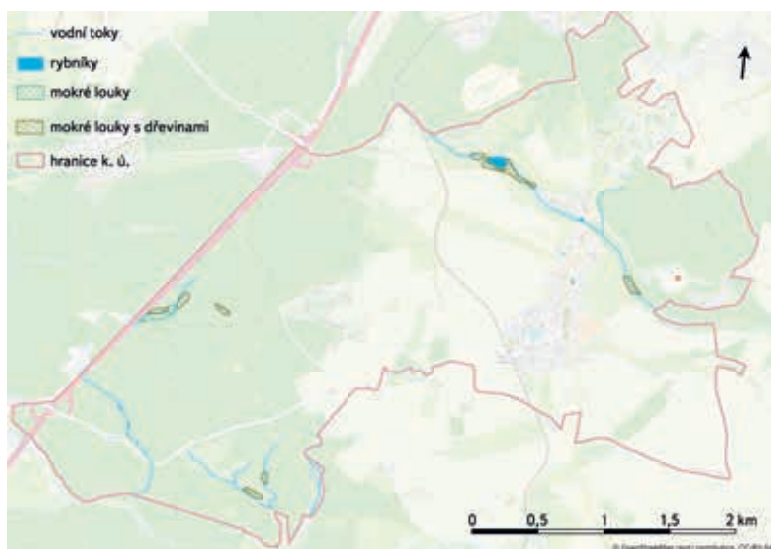 vodní toky
rybníky
mokré louky
mokré louky s dřevinami
hranice k. ú.
0 0,5 1 1,5 2 km